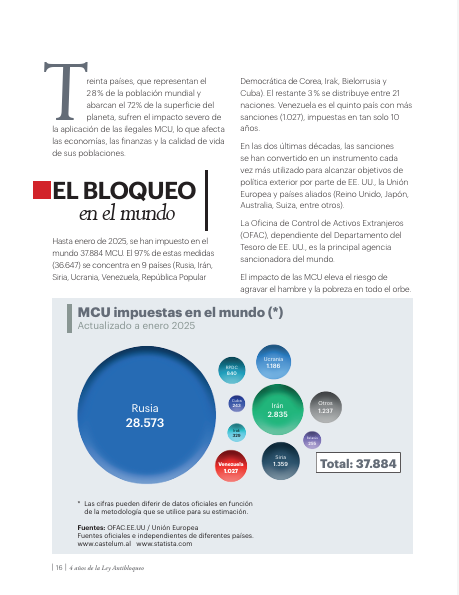 Treinta países, que representan el
28 % de la población mundial y
abarcan el 72% de la superficie del
planeta, sufren el impacto severo de
la aplicación de las ilegales MCU, lo que afecta
las economías, las finanzas y la calidad de vida
de sus poblaciones.
EL BLOQUEO
en el mundo
Hasta enero de 2025, se han impuesto en el
mundo 37.884 MCU. El 97% de estas medidas
(36.647) se concentra en 9 países (Rusia, Irán,
Siria, Ucrania, Venezuela, República Popular
Democrática de Corea, Irak, Bielorrusia y
Cuba). El restante 3 % se distribuye entre 21
naciones. Venezuela es el quinto país con más
sanciones (1.027), impuestas en tan solo 10
años.
En las dos últimas décadas, las sanciones
se han convertido en un instrumento cada
vez más utilizado para alcanzar objetivos de
política exterior por parte de EE. UU., la Unión
Europea y varios aliados (Reino Unido, Japón,
Australia, Suiza, entre otros).
La Oficina de Control de Activos Extranjeros
(OFAC), dependiente del Departamento del
Tesoro de EE. UU., es la principal agencia
sancionadora del mundo.
El impacto de las MCU eleva el riesgo de
agravar el hambre y la pobreza en todo el orbe.
MCU impuestas en el mundo (*)
Actualizado a enero 2025
Rusia
28.573
RPDC
640
Ucrania
1.188
Cuba
Irán
2.835
Otros
1.237
Venezuela
1.027
Siria
1.359
Total: 37.884
* Las cifras pueden diferir de datos oficiales en función
de la metodología que se utilice para su estimación.
Fuentes: OFAC.EE.UU / Unión Europea
Fuentes oficiales e independientes de diferentes países.
www.castelum.al www.statista.com
| 16 | 4 años de la Ley Antibloqueo